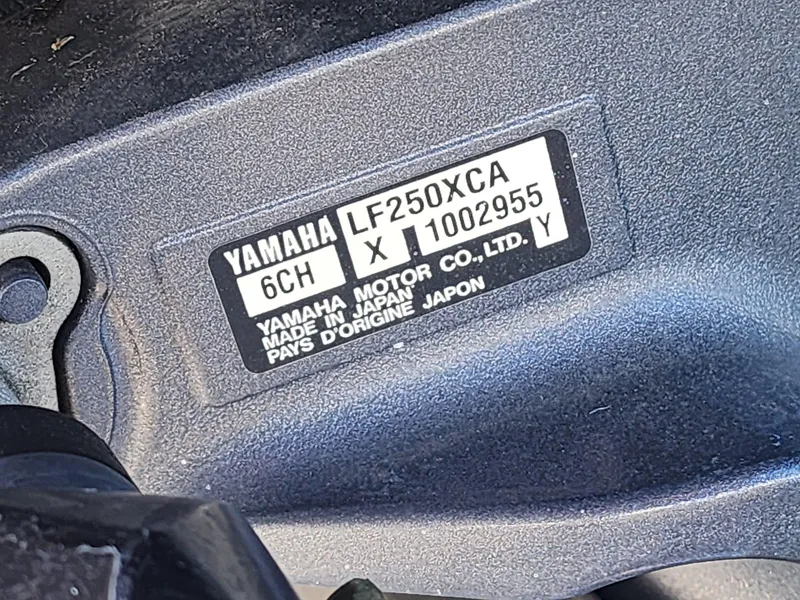 YAMAHA LF250XCA
6CH X 1002955
Y
YAMAHA MOTOR CO.,LTD.
MADE IN JAPAN
PAYS D'ORIGINE JAPON